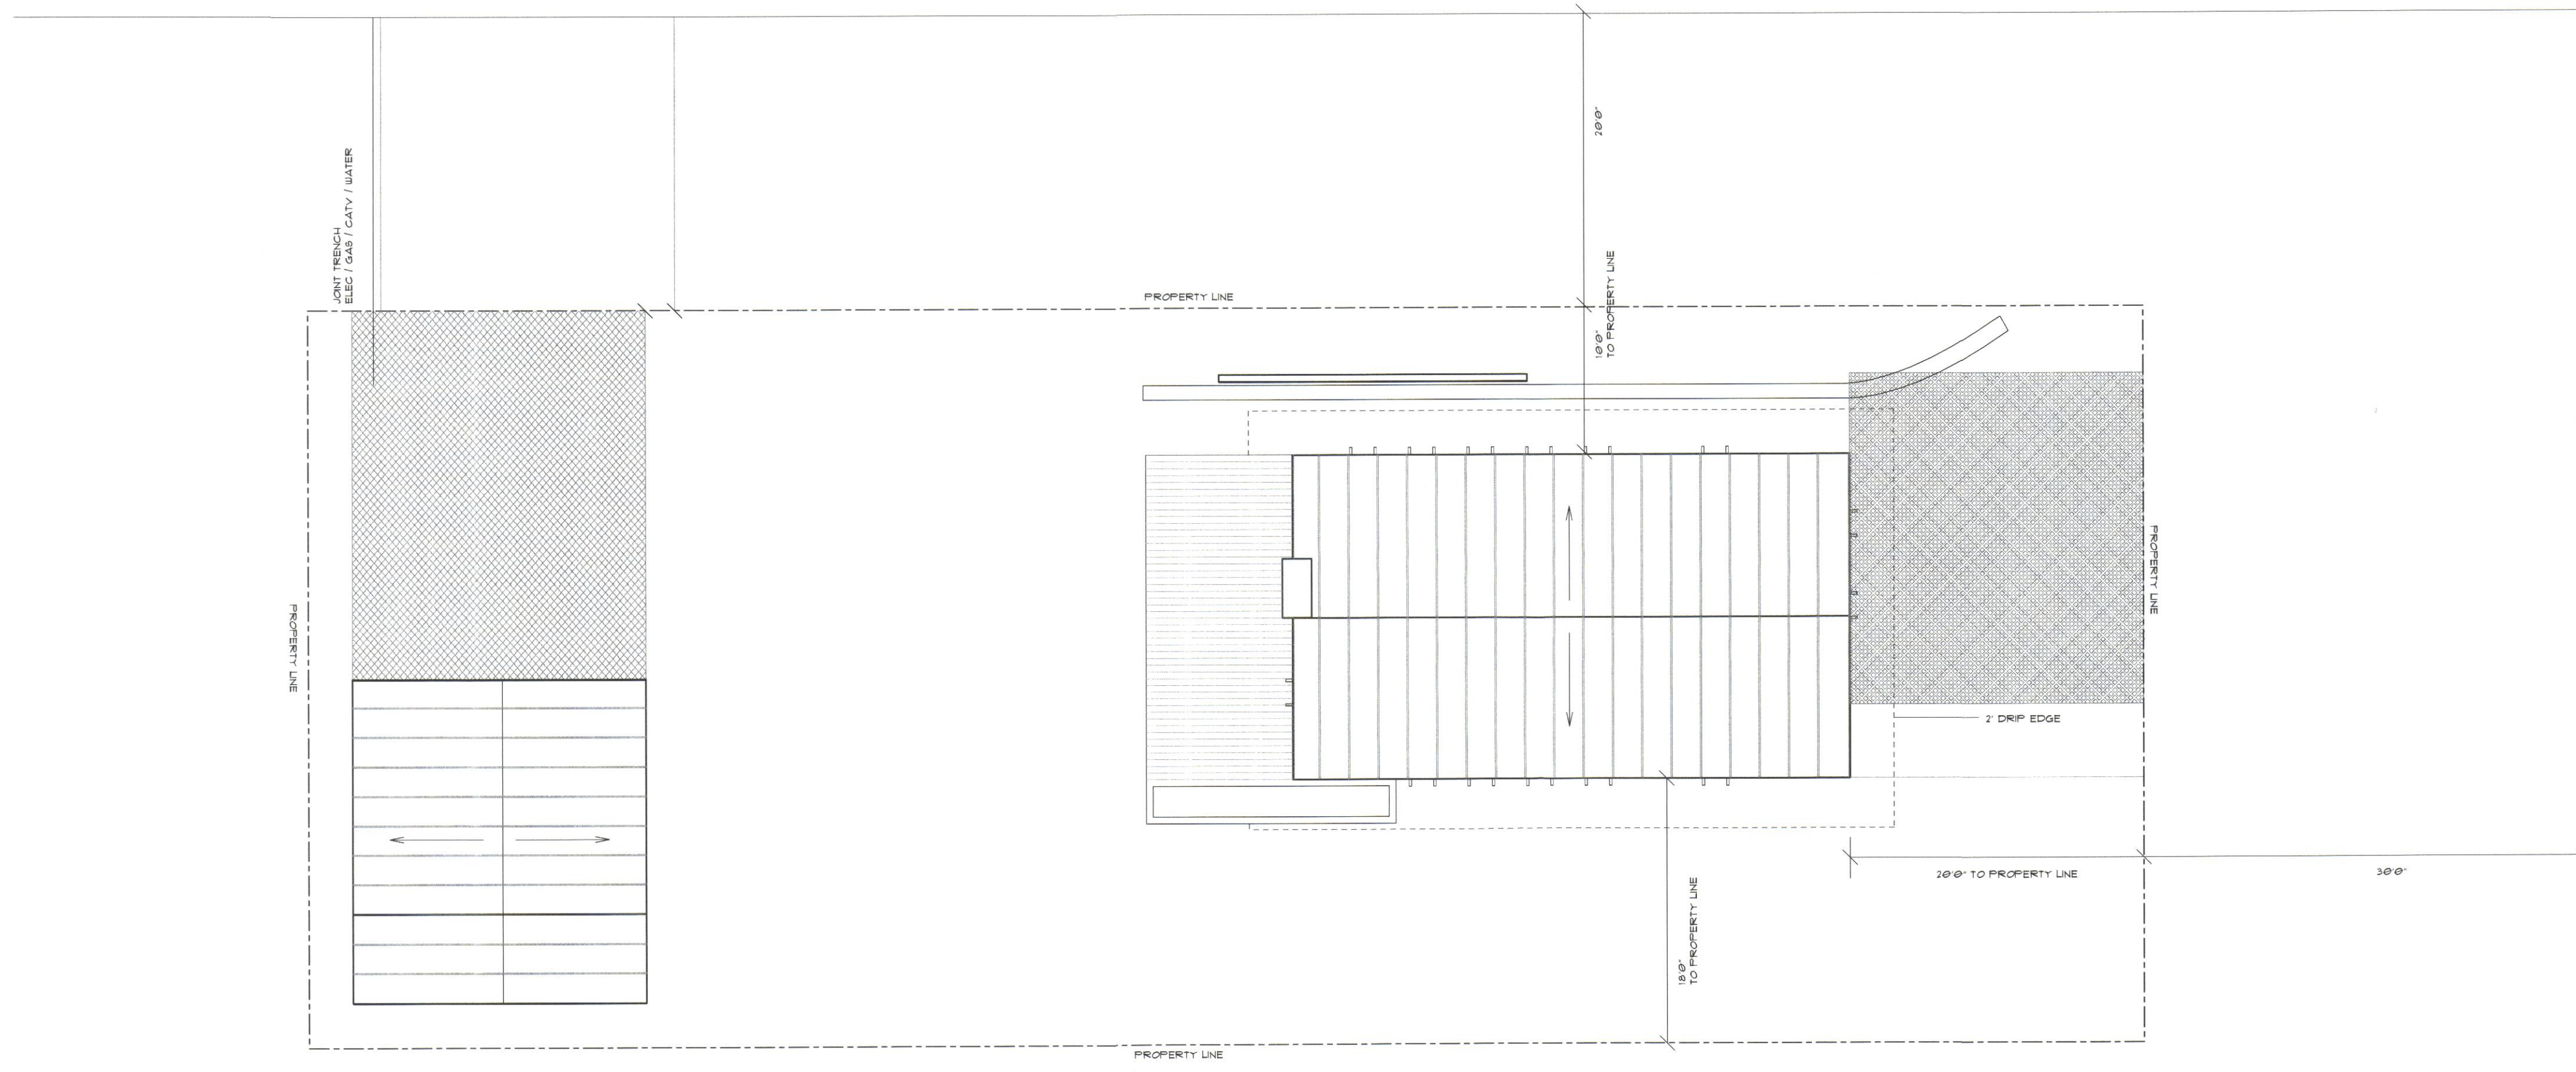 20'0"
JOINT TRENCH
ELEC / GAS / CATV / WATER
PROPERTY LINE
10'0"
TO PROPERTY LINE
PROPERTY LINE
PROPERTY LINE
2' DRIP EDGE
20'0" TO PROPERTY LINE
30'0"
18'0"
TO PROPERTY LINE
PROPERTY LINE